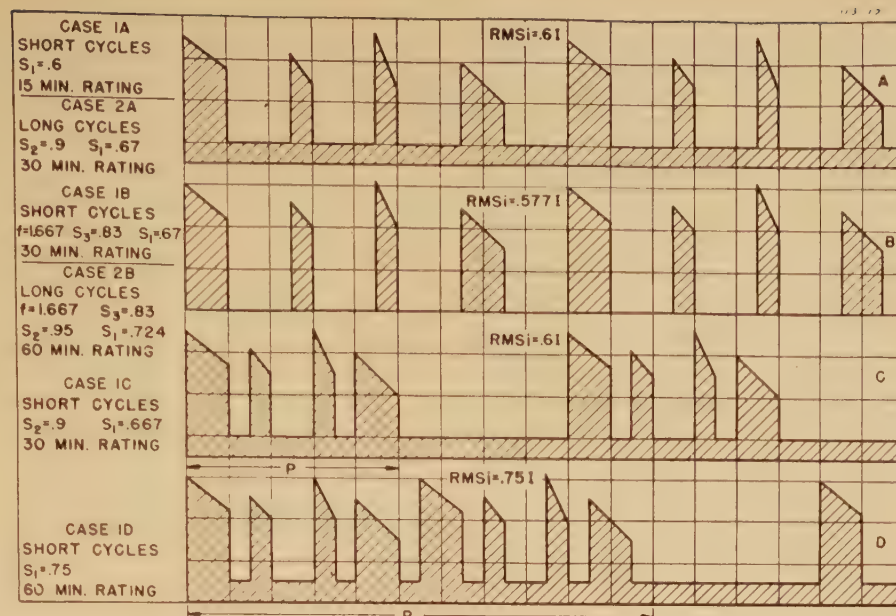 CASE 1A
SHORT CYCLES
S₁=.6
15 MIN. RATING
CASE 2A
LONG CYCLES
S₂=.9 S₁=.67
30 MIN. RATING
CASE 1B
SHORT CYCLES
f=1.667 S₃=.83 S₁=.67
30 MIN. RATING
CASE 2B
LONG CYCLES
f=1.667 S₃=.83
S₂=.95 S₁=.724
60 MIN. RATING
CASE 1C
SHORT CYCLES
S₂=.9 S₁=.667
30 MIN. RATING
CASE 1D
SHORT CYCLES
S₁=.75
60 MIN. RATING
RMSi=.6I
A
RMSi=.577I
B
RMSi=.6I
C
P
RMSi=.75I
D
P